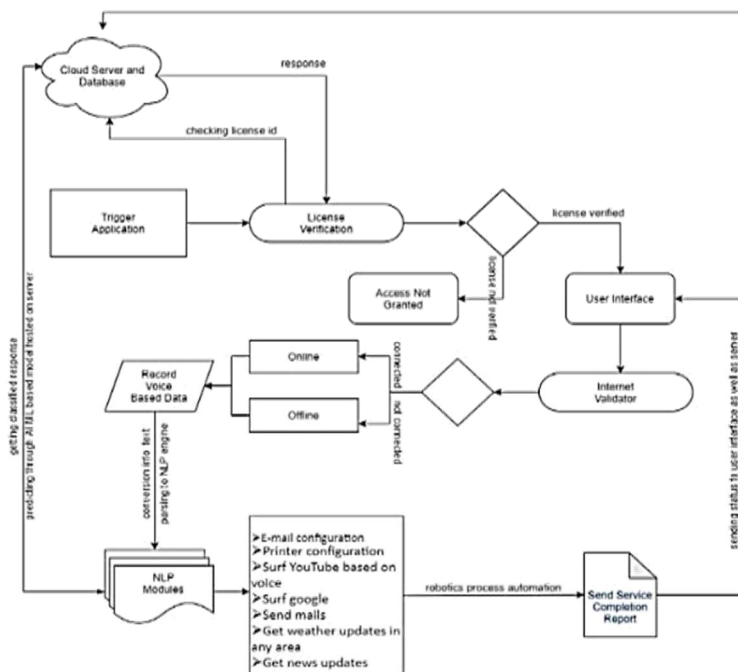 Cloud Server and
Database
response
checking license id
Trigger
Application
License
Verification
license verified
license not verified
Access Not
Granted
User Interface
Online
Offline
connected
not connected
Internet
Validator
Record
Voice
Based Data
getting classified response
predicting through AI ML based model hosted on server
conversion into text
parsing to NLP engine
NLP
Modules
➤E-mail configuration
➤Printer configuration
➤Surf YouTube based on
voice
➤Surf google
➤Send mails
➤Get weather updates in
any area
➤Get news updates
robotics process automation
Send Service
Completion
Report
sending status to user interface as well as server